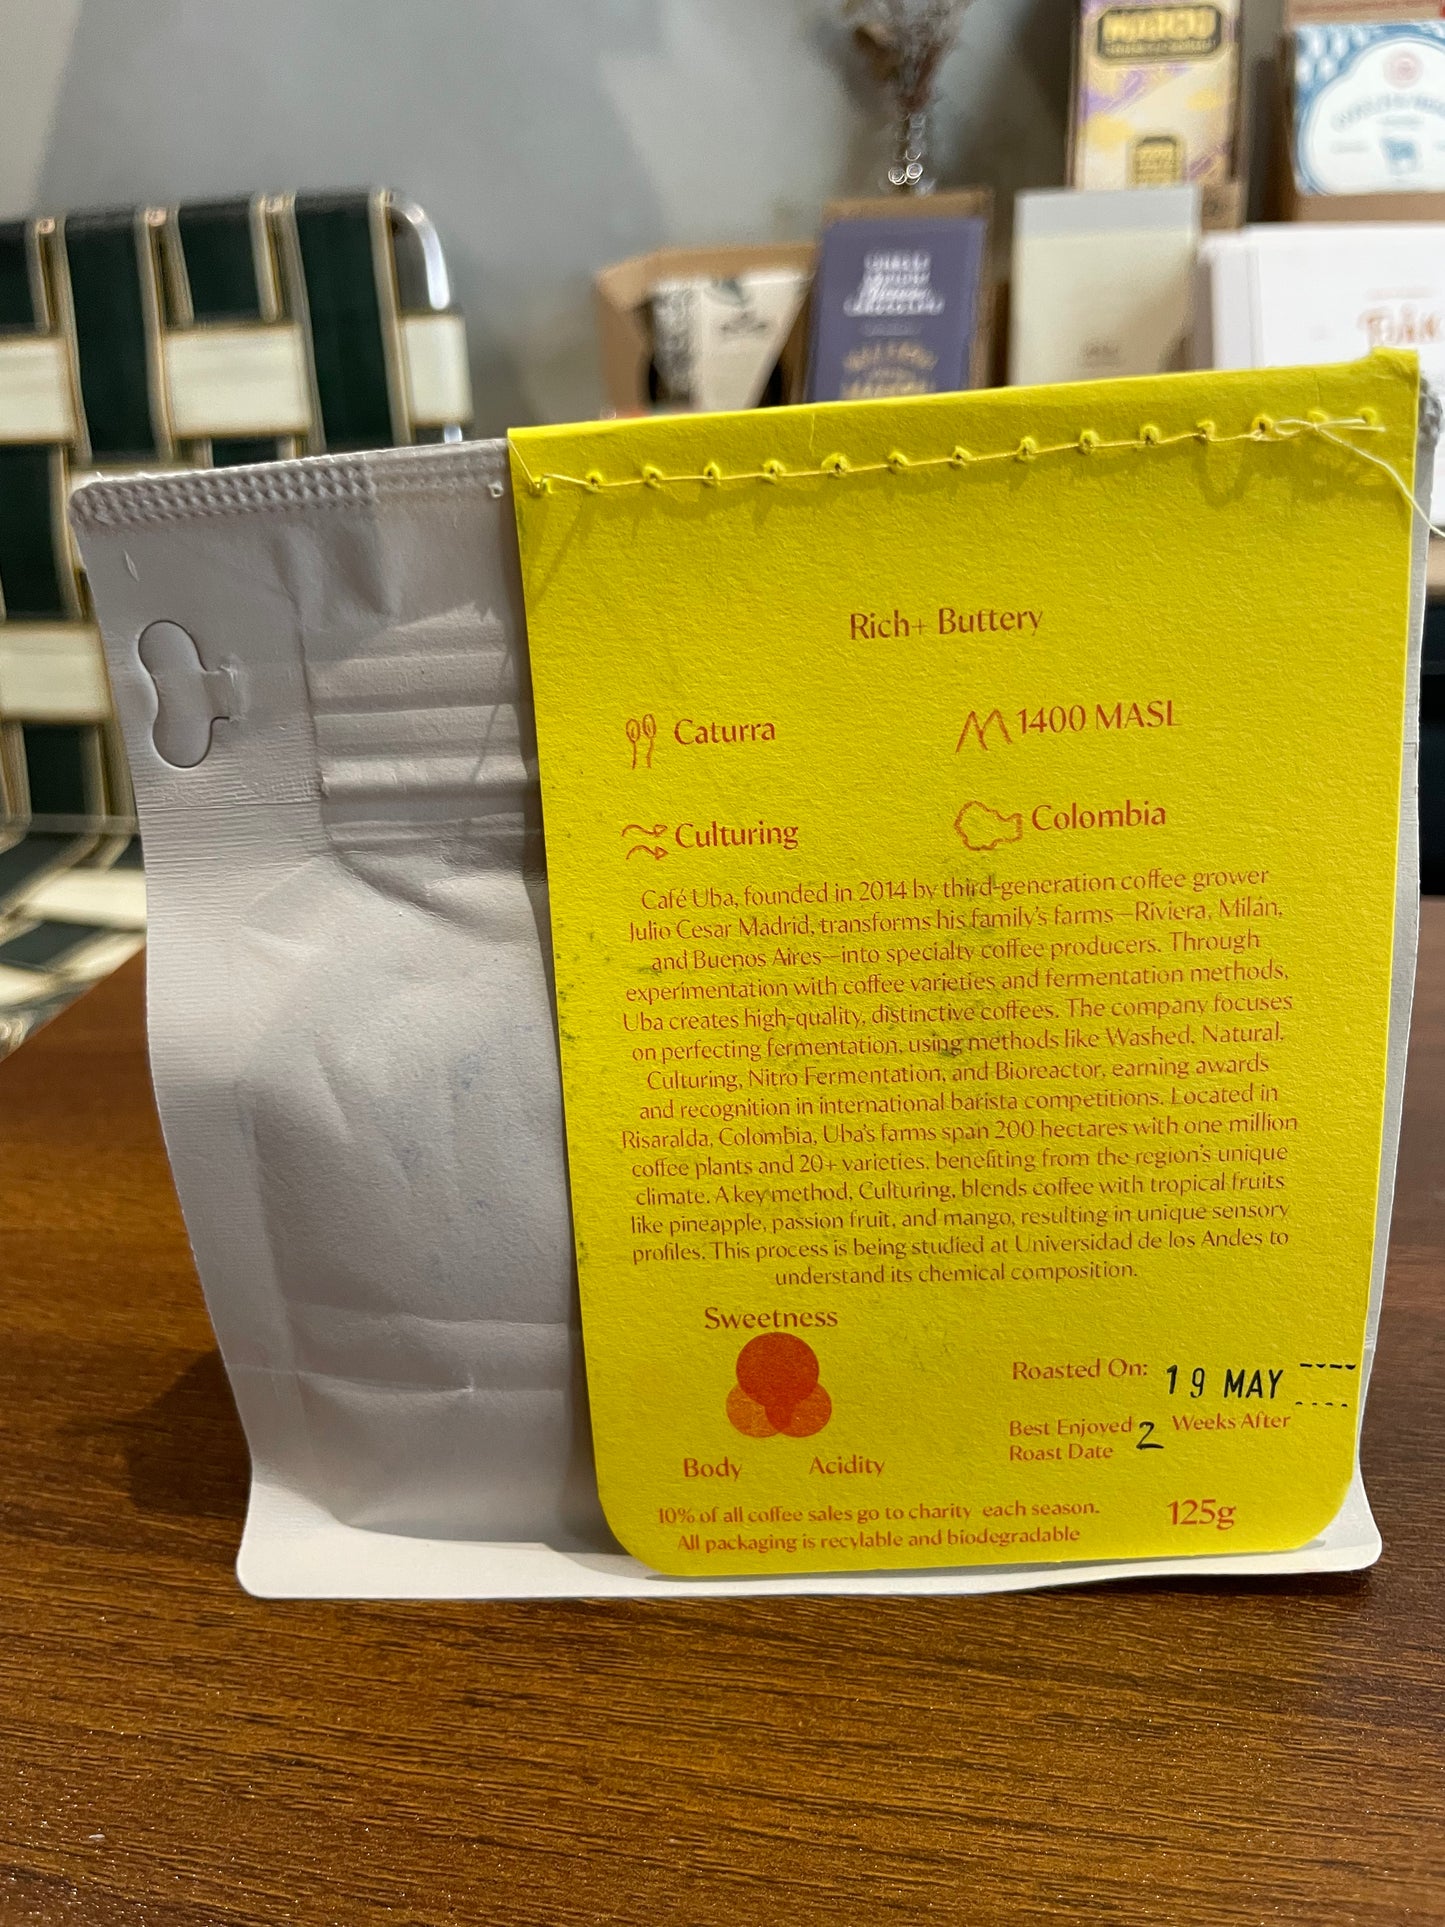 Rich+ Buttery
Caturra
1400 MASL
Culturing
Colombia
Café Uba, founded in 2014 by third-generation coffee grower
Julio Cesar Madrid, transforms his family's farms—Riviera, Milán,
and Buenos Aires—into specialty coffee producers. Through
experimentation with coffee varieties and fermentation methods,
Uba creates high-quality, distinctive coffees. The company focuses
on perfecting fermentation, using methods like Washed, Natural,
Culturing, Nitro Fermentation, and Bioreactor, earning awards
and recognition in international barista competitions. Located in
Risaralda, Colombia, Uba's farms span 200 hectares with one million
coffee plants and 20+ varieties, benefiting from the region's unique
climate. A key method, Culturing, blends coffee with tropical fruits
like pineapple, passion fruit, and mango, resulting in unique sensory
profiles. This process is being studied at Universidad de los Andes to
understand its chemical composition.
Sweetness
Body
Acidity
Roasted On: 19 MAY
Best Enjoyed 2 Weeks After
Roast Date
10% of all coffee sales go to charity each season.
All packaging is recylable and biodegradable
125g